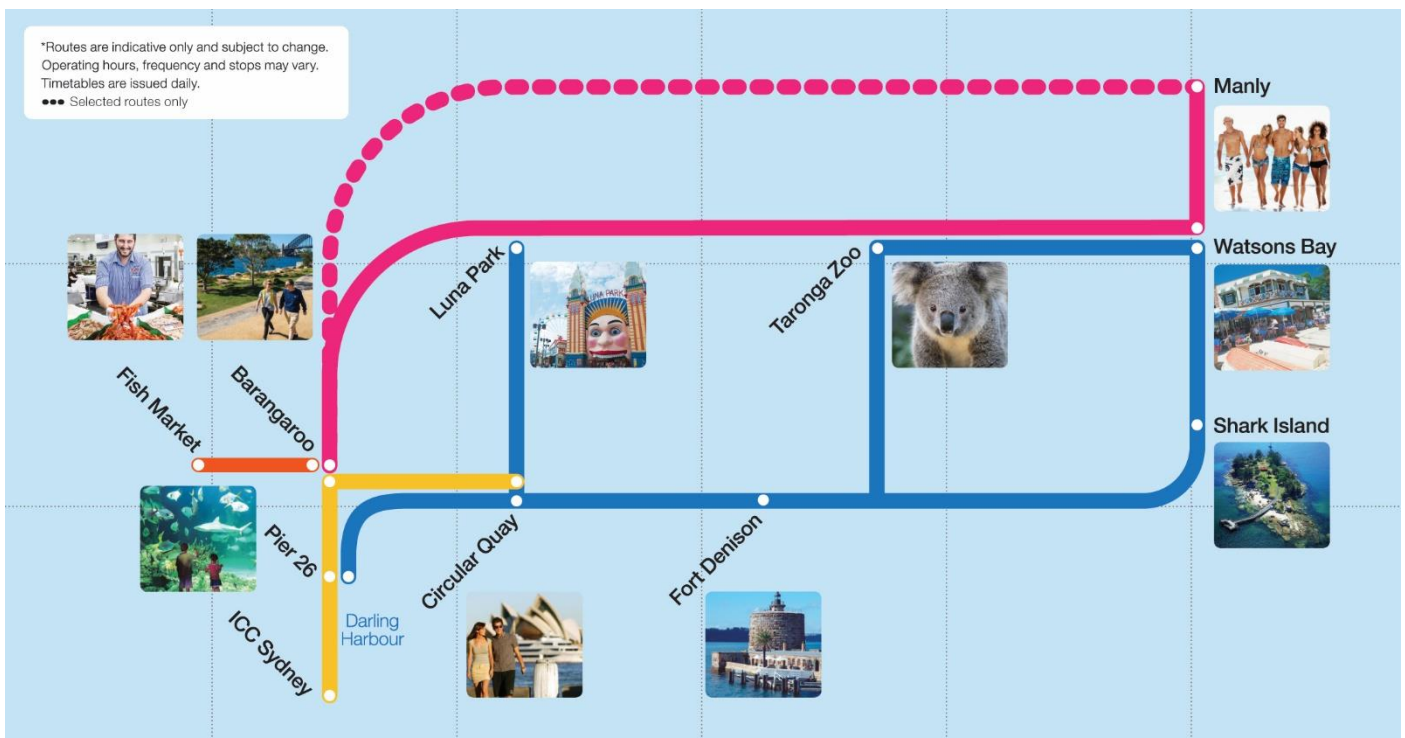 *Routes are indicative only and subject to change.
Operating hours, frequency and stops may vary.
Timetables are issued daily.
●●● Selected routes only
Manly
Luna Park
Taronga Zoo
Watsons Bay
Fish Market
Barangaroo
LUNA PARK
Shark Island
Pier 26
Circular Quay
Fort Denison
ICC Sydney
Darling
Harbour